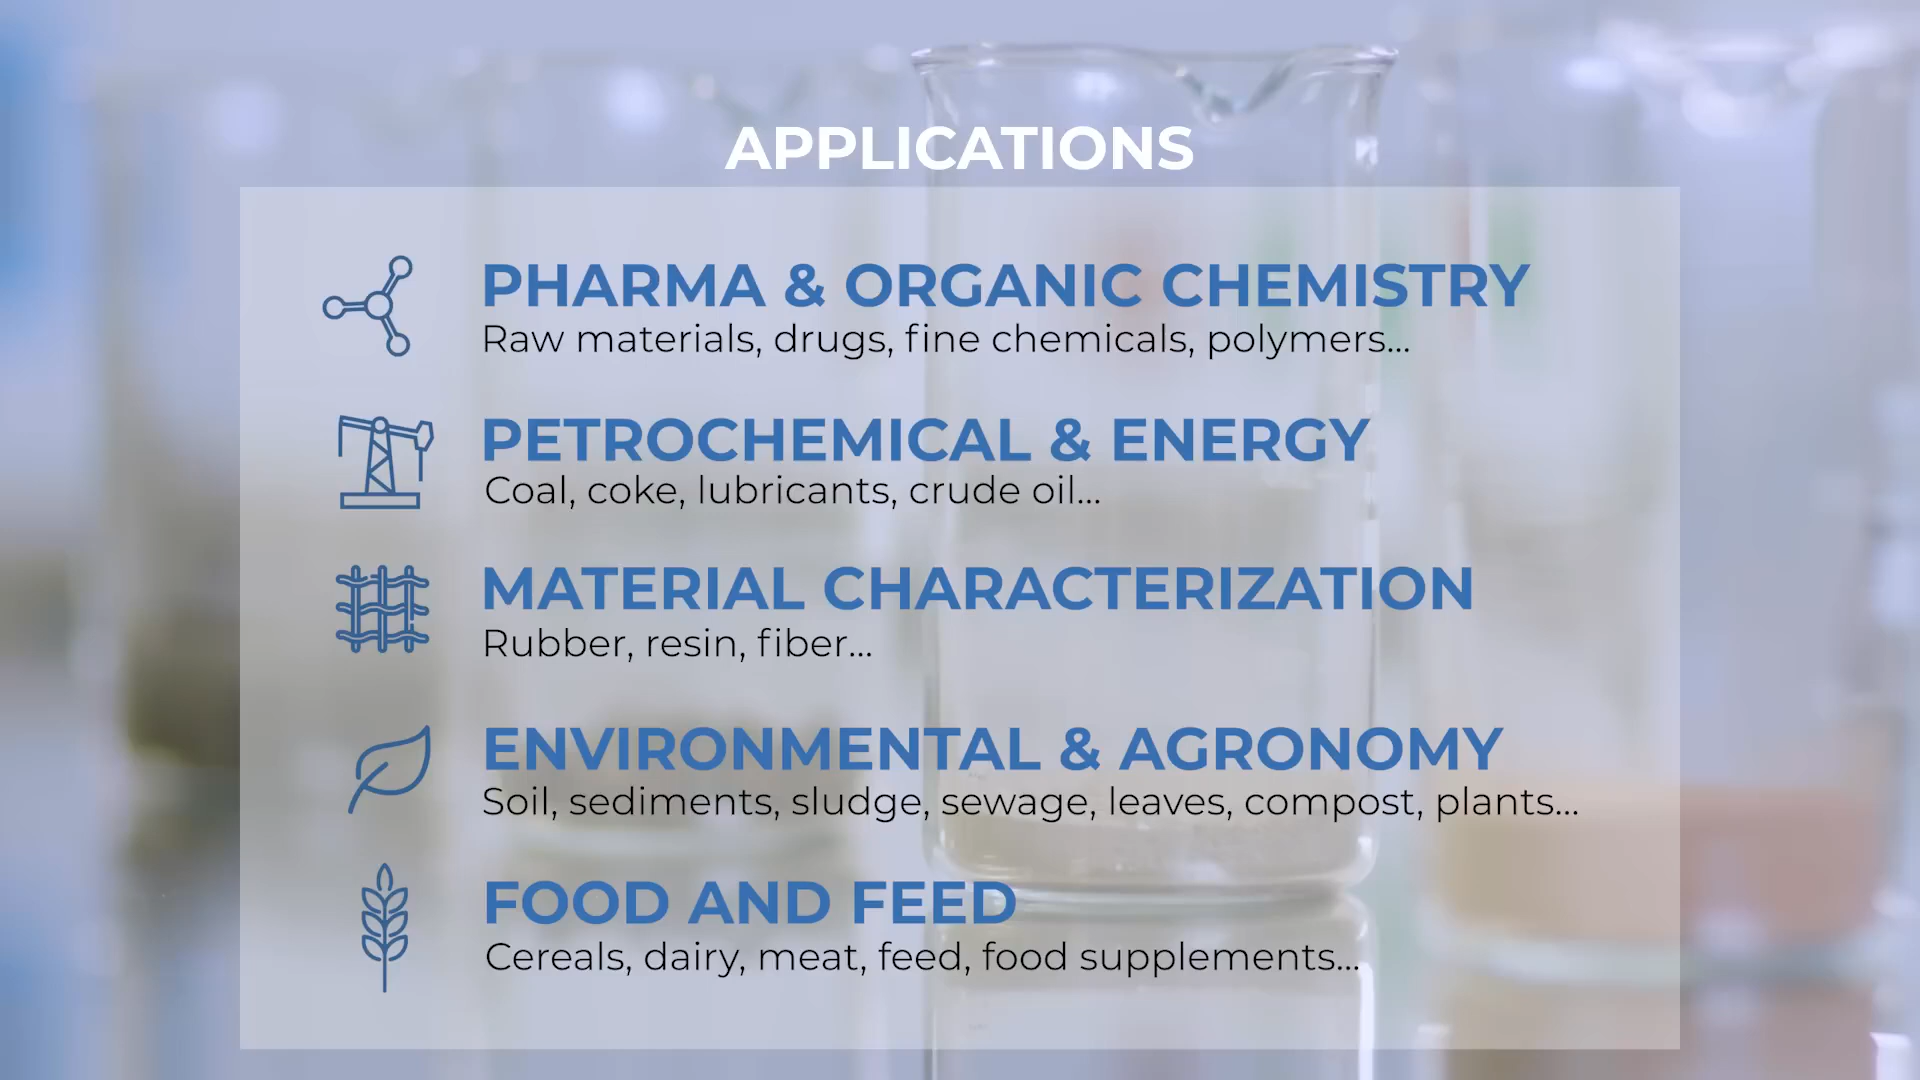 APPLICATIONS
PHARMA & ORGANIC CHEMISTRY
Raw materials, drugs, fine chemicals, polymers...
PETROCHEMICAL & ENERGY
Coal, coke, lubricants, crude oil...
MATERIAL CHARACTERIZATION
Rubber, resin, fiber...
ENVIRONMENTAL & AGRONOMY
Soil, sediments, sludge, sewage, leaves, compost, plants...
FOOD AND FEED
Cereals, dairy, meat, feed, food supplements...